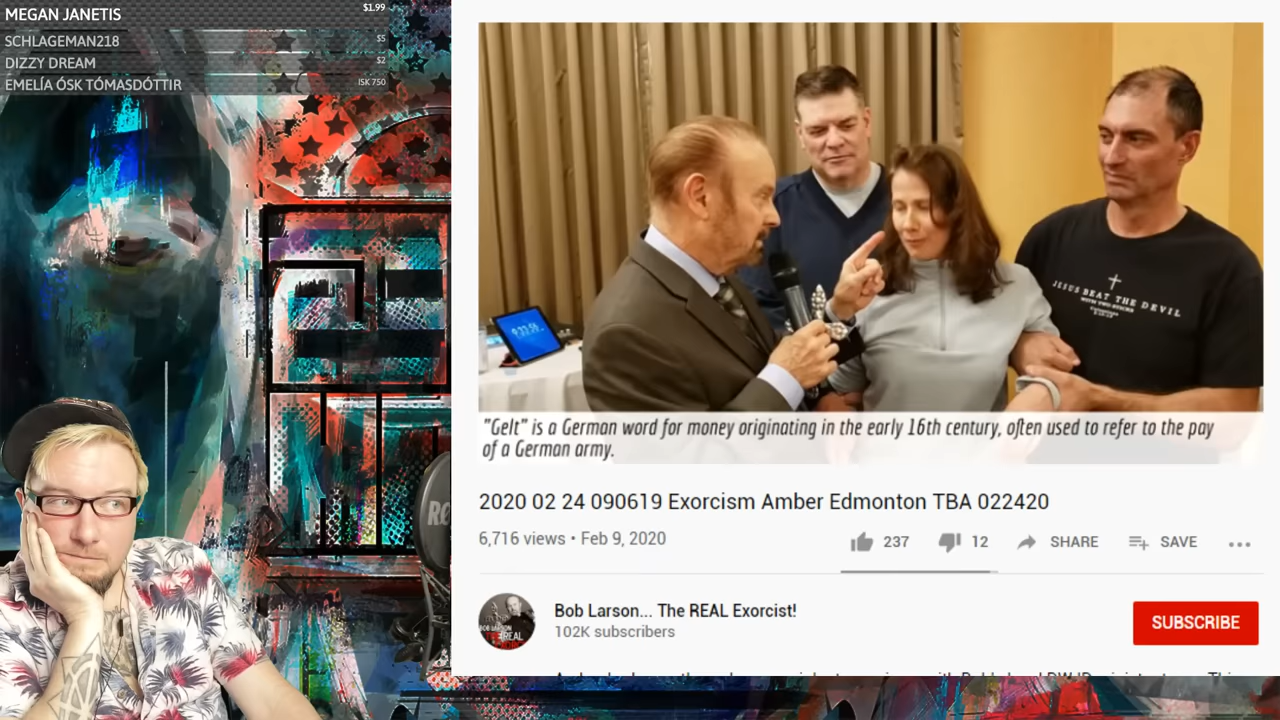 MEGAN JANETIS $1.99
SCHLAGEMAN218 $5
DIZZY DREAM $2
EMELÍA ÓSK TÓMASDÓTTIR ISK 750
JESUS BEAT THE DEVIL
"Gelt" is a German word for money originating in the early 16th century, often used to refer to the pay
of a German army.
2020 02 24 090619 Exorcism Amber Edmonton TBA 022420
6,716 views • Feb 9, 2020
237 12 SHARE SAVE
Bob Larson... The REAL Exorcist!
102K subscribers
SUBSCRIBE